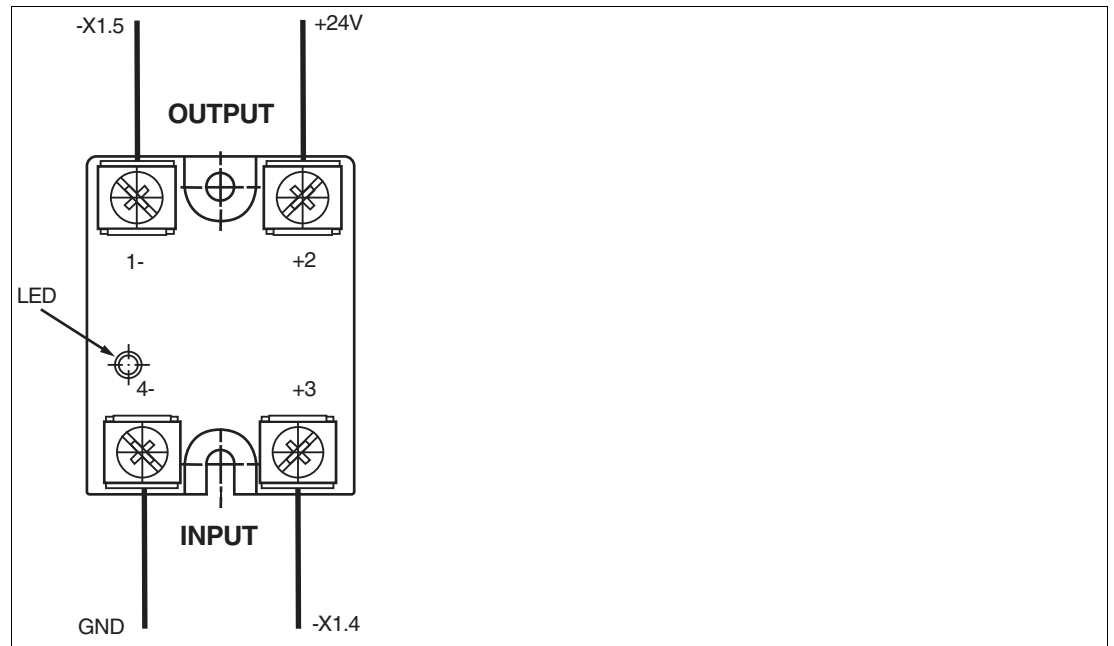 -X1.5
+24V
OUTPUT
1-
+2
LED
4-
+3
INPUT
GND
-X1.4